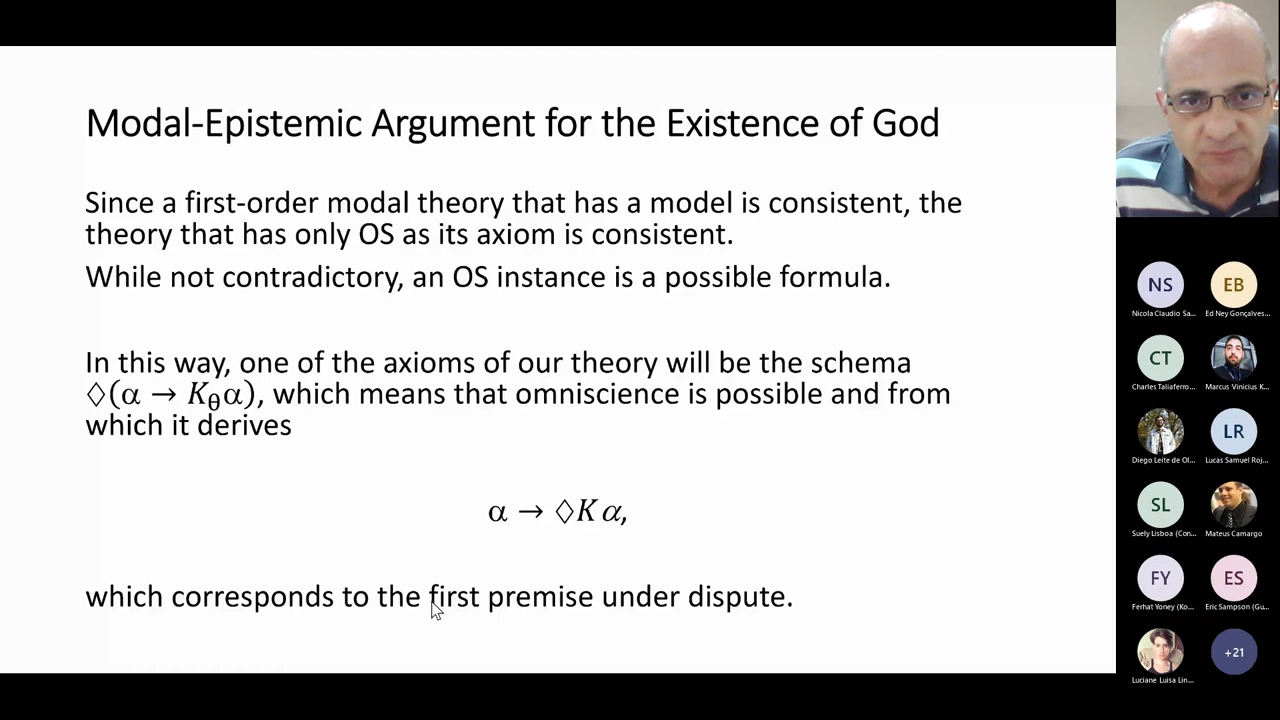 Modal-Epistemic Argument for the Existence of God
Since a first-order modal theory that has a model is consistent, the
theory that has only OS as its axiom is consistent.
While not contradictory, an OS instance is a possible formula.
In this way, one of the axioms of our theory will be the schema
◇(α → K_θα), which means that omniscience is possible and from
which it derives
α → ◇Kα,
which corresponds to the first premise under dispute.
NS
EB
Nicola Claudio Sa...
Ed Ney Gonçalves...
CT
Charles Taliaferro...
Marcus Vinicius K...
LR
Diego Leite de Ol...
Lucas Samuel Roj...
SL
Suely Lisboa (Con...
Mateus Camargo
FY
ES
Ferhat Yoney (Ko...
Eric Sampson (Gu...
+21
Luciane Luisa Lin...